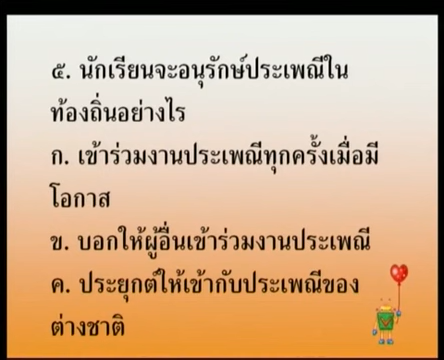 ๕. นักเรียนจะอนุรักษ์ประเพณีใน
ท้องถิ่นอย่างไร
ก. เข้าร่วมงานประเพณีทุกครั้งเมื่อมี
โอกาส
ข. บอกให้ผู้อื่นเข้าร่วมงานประเพณี
ค. ประยุกต์ให้เข้ากับประเพณีของ
ต่างชาติ